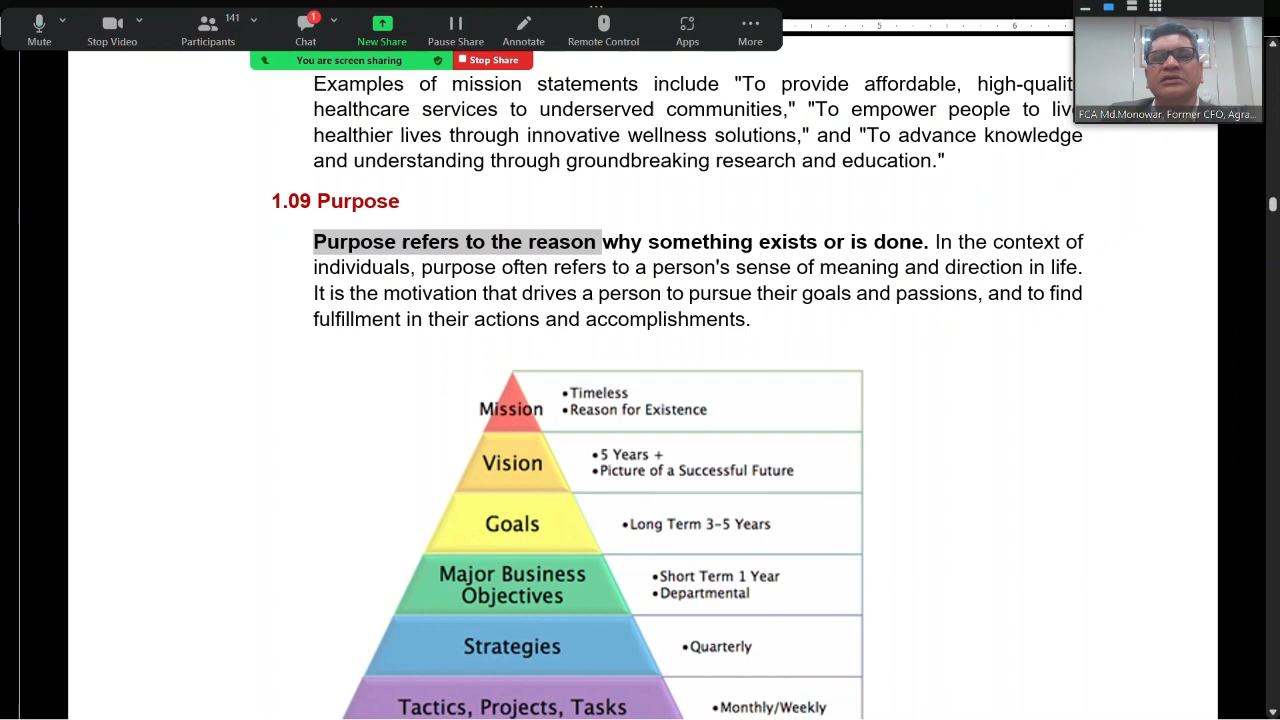 Mute
Stop Video
Participants
141
Chat
1
New Share
Pause Share
Annotate
Remote Control
Apps
More
You are screen sharing
Stop Share
5
6
FCA Md.Monowar, Former CFO, Agra...
Examples of mission statements include "To provide affordable, high-qualit
healthcare services to underserved communities," "To empower people to liv
healthier lives through innovative wellness solutions," and "To advance knowledge
and understanding through groundbreaking research and education."
1.09 Purpose
Purpose refers to the reason why something exists or is done. In the context of
individuals, purpose often refers to a person's sense of meaning and direction in life.
It is the motivation that drives a person to pursue their goals and passions, and to find
fulfillment in their actions and accomplishments.
Mission
•Timeless
•Reason for Existence
Vision
•5 Years +
•Picture of a Successful Future
Goals
•Long Term 3-5 Years
Major Business
Objectives
•Short Term 1 Year
•Departmental
Strategies
•Quarterly
Tactics, Projects, Tasks
•Monthly/Weekly